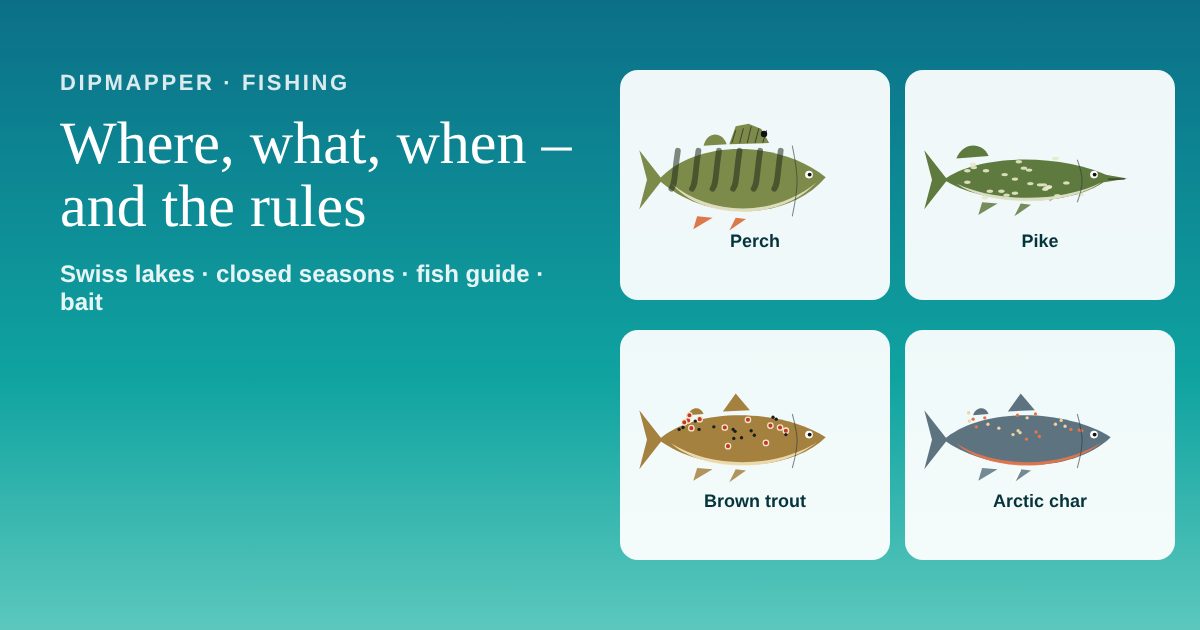 DIPMAPPER · FISHING
Where, what, when –
and the rules
Swiss lakes · closed seasons · fish guide ·
bait
Perch
Pike
Brown trout
Arctic char